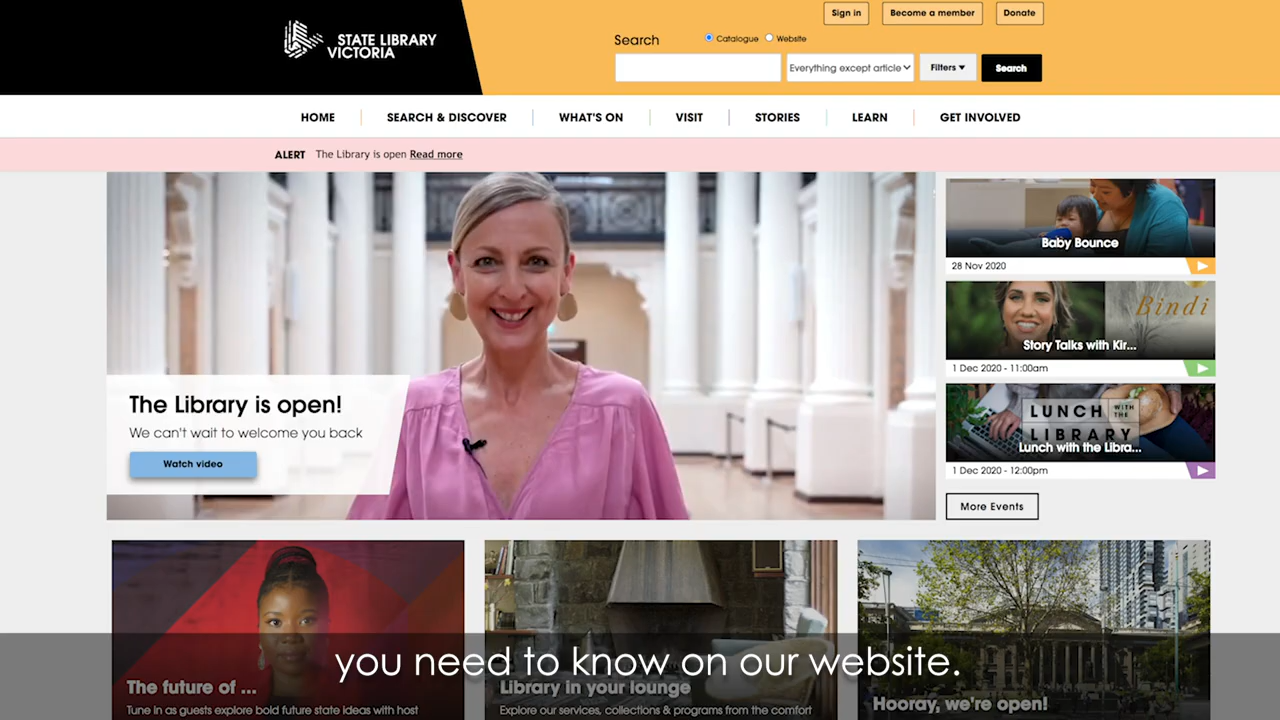 Sign in
Become a member
Donate
STATE LIBRARY
VICTORIA
Search
Catalogue
Website
Everything except article
Filters ▼
Search
HOME
SEARCH & DISCOVER
WHAT'S ON
VISIT
STORIES
LEARN
GET INVOLVED
ALERT The Library is open Read more
The Library is open!
We can't wait to welcome you back
Watch video
Baby Bounce
28 Nov 2020
Bindi
Story Talks with Kir...
1 Dec 2020 - 11:00am
LUNCH WITH THE
LIBRARY
Lunch with the Libra...
1 Dec 2020 - 12:00pm
More Events
The future of ...
Tune in as guests explore bold future state ideas with host
Library in your lounge
Explore our services, collections & programs from the comfort
Hooray, we're open!
you need to know on our website.